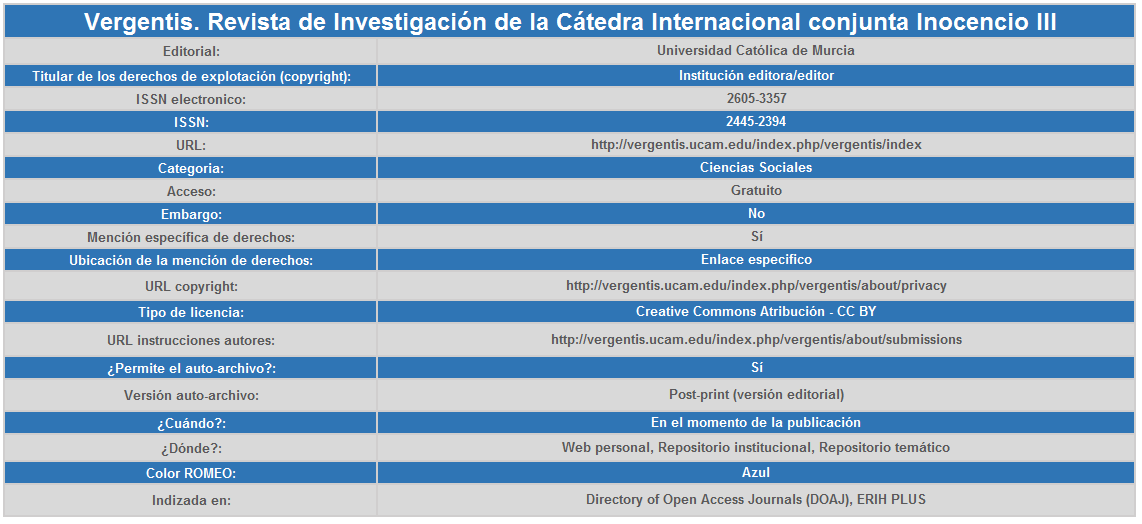 Vergentis. Revista de Investigación de la Cátedra Internacional conjunta Inocencio III
Editorial: Universidad Católica de Murcia
Titular de los derechos de explotación (copyright): Institución editora/editor
ISSN electronico: 2605-3357
ISSN: 2445-2394
URL: http://vergentis.ucam.edu/index.php/vergentis/index
Categoria: Ciencias Sociales
Acceso: Gratuito
Embargo: No
Mención específica de derechos: Sí
Ubicación de la mención de derechos: Enlace especifico
URL copyright: http://vergentis.ucam.edu/index.php/vergentis/about/privacy
Tipo de licencia: Creative Commons Atribución - CC BY
URL instrucciones autores: http://vergentis.ucam.edu/index.php/vergentis/about/submissions
¿Permite el auto-archivo?: Sí
Versión auto-archivo: Post-print (versión editorial)
¿Cuándo?: En el momento de la publicación
¿Dónde?: Web personal, Repositorio institucional, Repositorio temático
Color ROMEO: Azul
Indizada en: Directory of Open Access Journals (DOAJ), ERIH PLUS